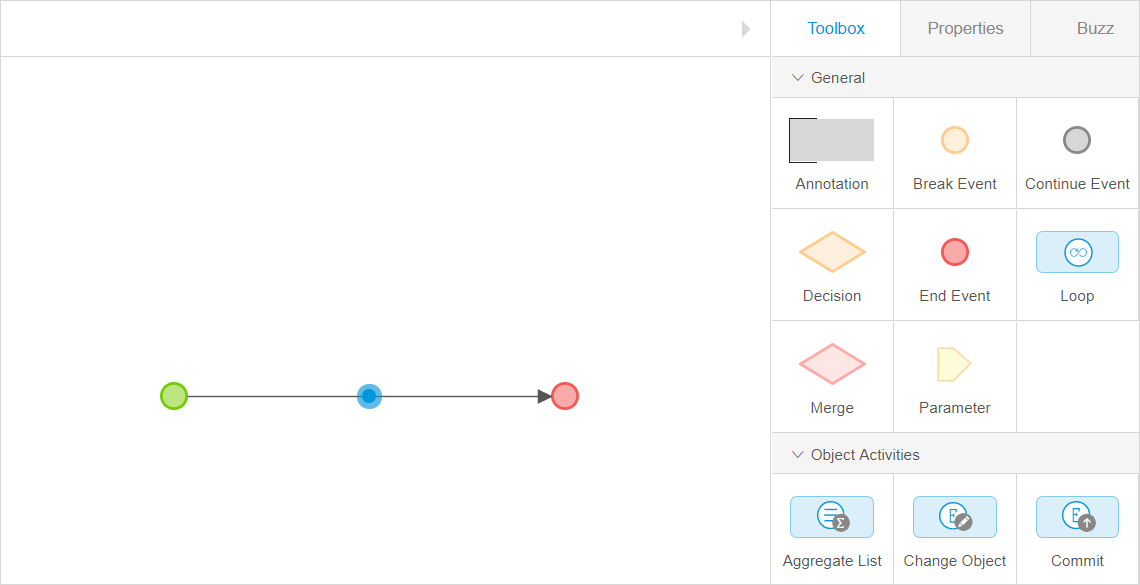 Toolbox Properties Buzz
General
Annotation Break Event Continue Event
Decision End Event Loop
Merge Parameter
Object Activities
Σ E E
Aggregate List Change Object Commit